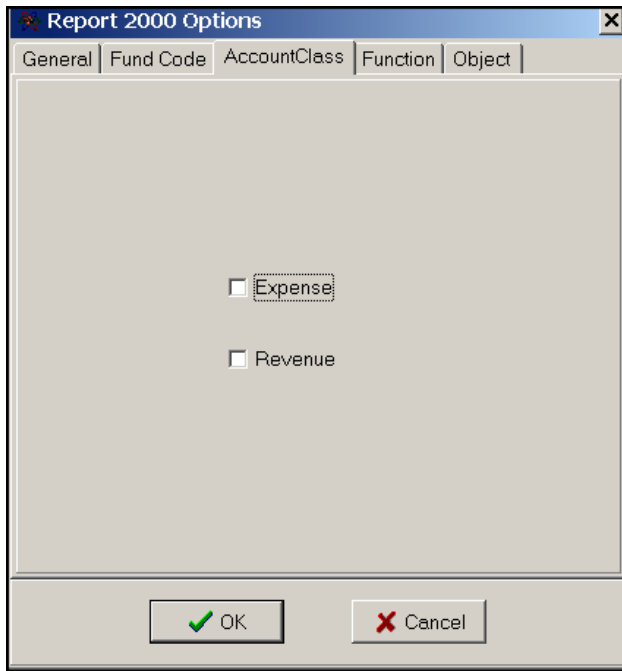 Report 2000 Options
General Fund Code AccountClass Function Object
Expense
Revenue
OK Cancel